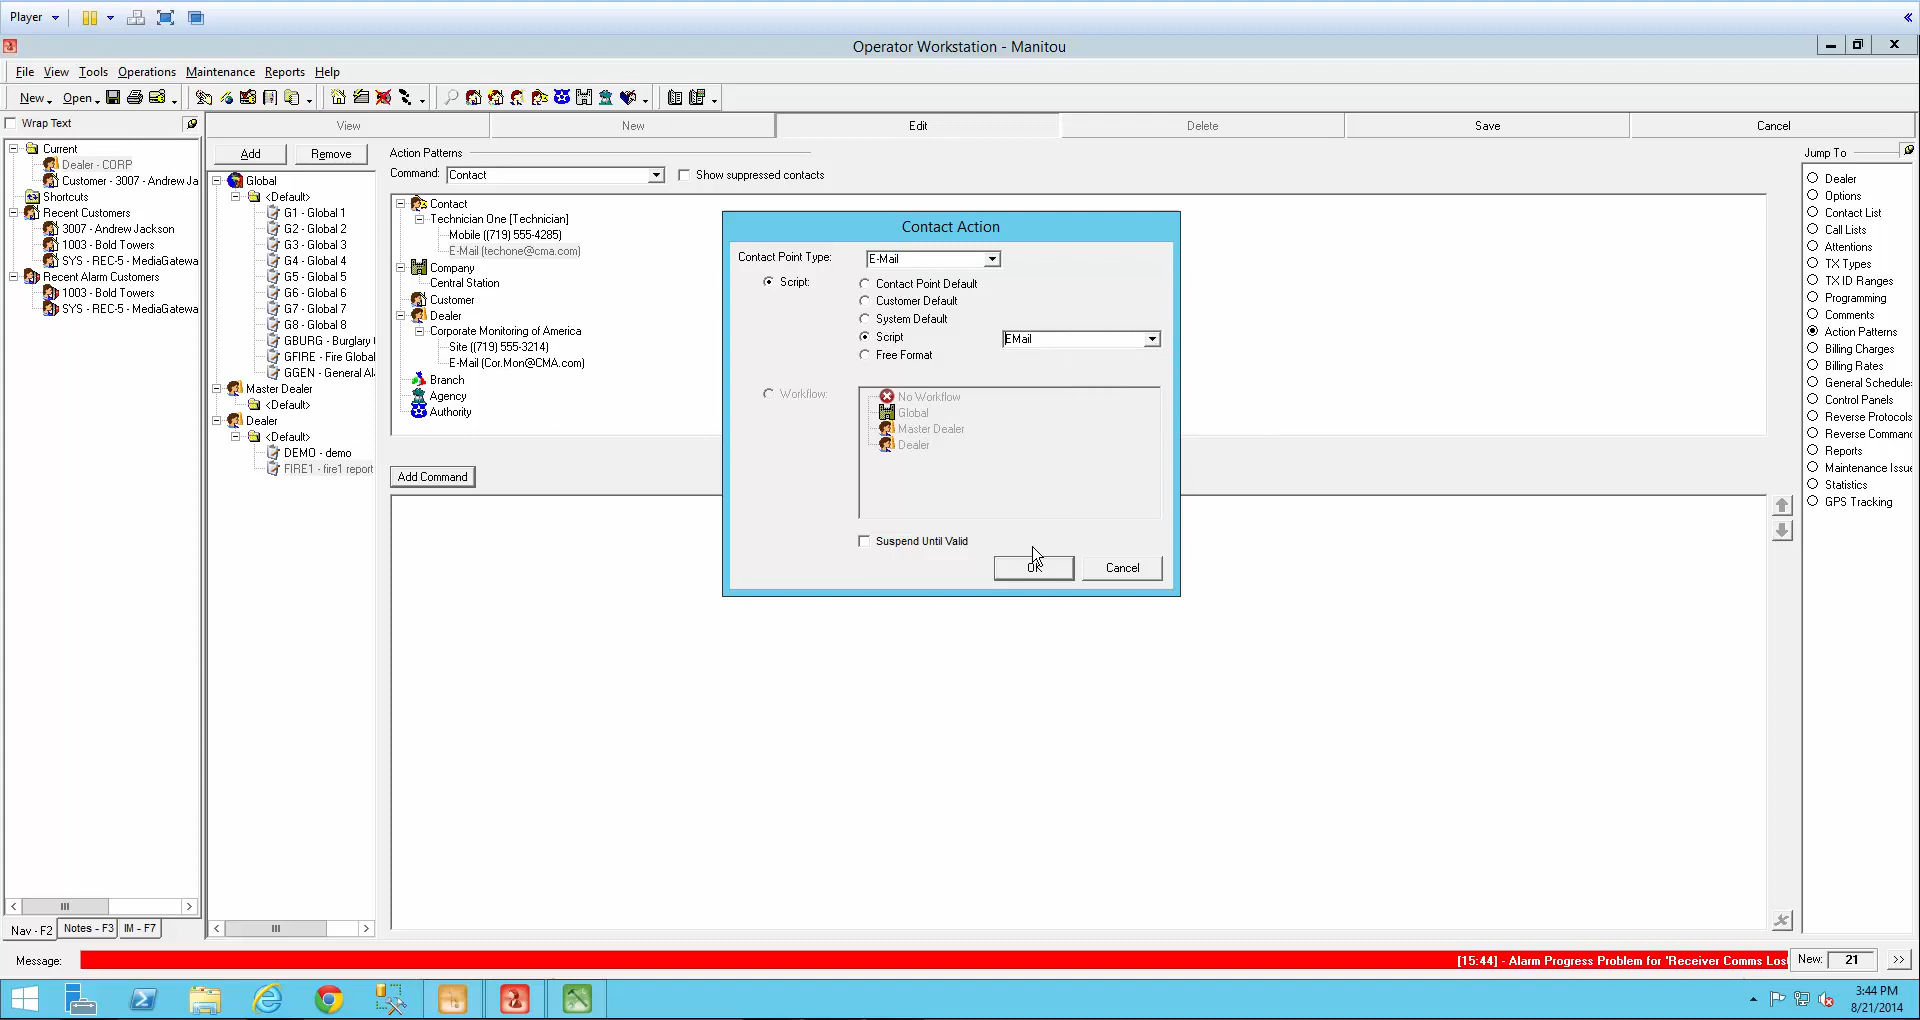 Player
Operator Workstation - Manitou
File View Tools Operations Maintenance Reports Help
New Open
Wrap Text
Current
Dealer - CORP
Customer - 3007 - Andrew Ja
Shortcuts
Recent Customers
3007 - Andrew Jackson
1003 - Bold Towers
SYS - REC-5 - MediaGatewa
Recent Alarm Customers
1003 - Bold Towers
SYS - REC-5 - MediaGatewa
Nav - F2 Notes - F3 IM - F7
View New Edit Delete Save Cancel
Add Remove
Global
<Default>
G1 - Global 1
G2 - Global 2
G3 - Global 3
G4 - Global 4
G5 - Global 5
G6 - Global 6
G7 - Global 7
G8 - Global 8
GBURG - Burglary
GFIRE - Fire Global
GGEN - General Al
Master Dealer
<Default>
Dealer
<Default>
DEMO - demo
FIRE1 - fire1 report
Action Patterns
Command: Contact Show suppressed contacts
Contact
Technician One [Technician]
Mobile ((719) 555-4285)
E-Mail (techone@cma.com)
Company
Central Station
Customer
Dealer
Corporate Monitoring of America
Site ((719) 555-3214)
E-Mail (Cor.Mon@CMA.com)
Branch
Agency
Authority
Add Command
Contact Action
Contact Point Type: E-Mail
Script: Contact Point Default
Customer Default
System Default
Script EMail
Free Format
Workflow: No Workflow
Global
Master Dealer
Dealer
Suspend Until Valid
OK Cancel
Jump To
Dealer
Options
Contact List
Call Lists
Attentions
TX Types
TX ID Ranges
Programming
Comments
Action Patterns
Billing Charges
Billing Rates
General Schedule
Control Panels
Reverse Protocols
Reverse Comman
Reports
Maintenance Issu
Statistics
GPS Tracking
Message: [15:44] - Alarm Progress Problem for 'Receiver Comms Los New: 21 >>
3:44 PM
8/21/2014